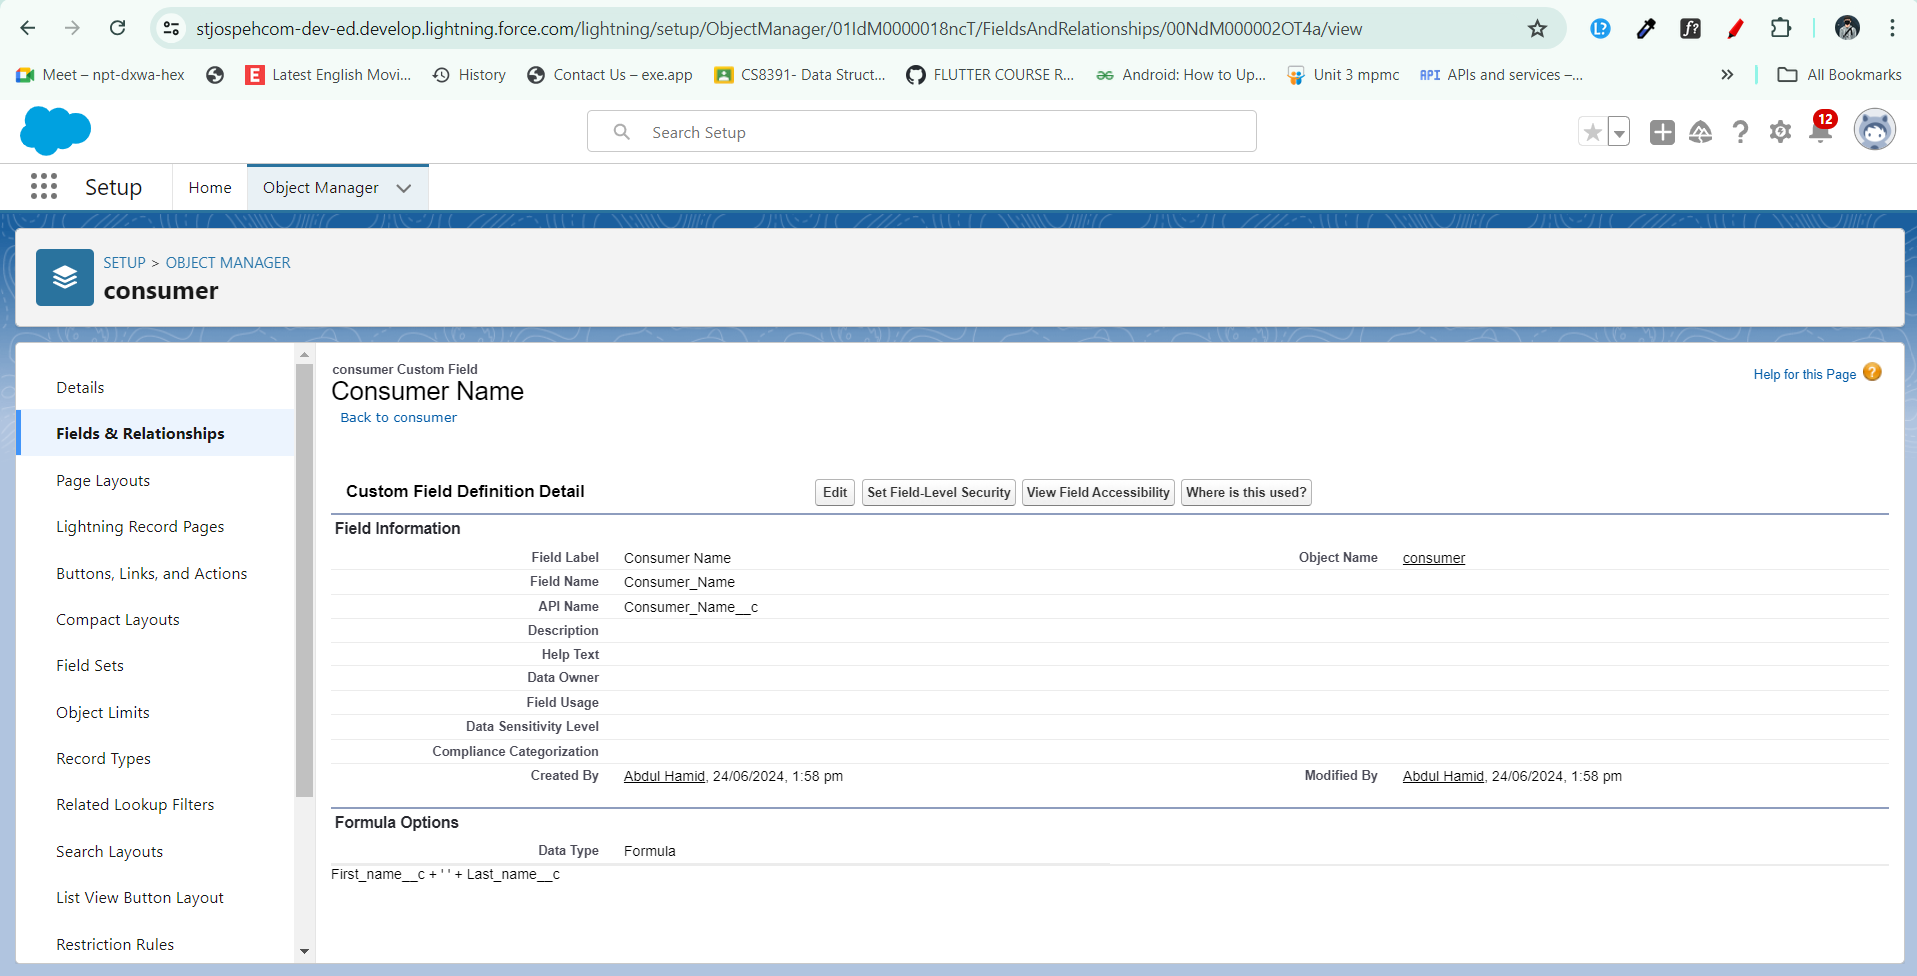 stjospehcom-dev-ed.develop.lightning.force.com/lightning/setup/ObjectManager/01IdM0000018ncT/FieldsAndRelationships/00NdM000002OT4a/view
Meet – npt-dxwa-hex
Latest English Movi...
History
Contact Us – exe.app
CS8391- Data Struct...
FLUTTER COURSE R...
Android: How to Up...
Unit 3 mpmc
API APIs and services –...
»
All Bookmarks
Search Setup
12
Setup
Home
Object Manager
SETUP > OBJECT MANAGER
consumer
Details
Fields & Relationships
Page Layouts
Lightning Record Pages
Buttons, Links, and Actions
Compact Layouts
Field Sets
Object Limits
Record Types
Related Lookup Filters
Search Layouts
List View Button Layout
Restriction Rules
consumer Custom Field
Consumer Name
Back to consumer
Help for this Page ?
Custom Field Definition Detail
Edit
Set Field-Level Security
View Field Accessibility
Where is this used?
Field Information
Field Label Consumer Name
Object Name consumer
Field Name Consumer_Name
API Name Consumer_Name__c
Description
Help Text
Data Owner
Field Usage
Data Sensitivity Level
Compliance Categorization
Created By Abdul Hamid, 24/06/2024, 1:58 pm
Modified By Abdul Hamid, 24/06/2024, 1:58 pm
Formula Options
Data Type Formula
First_name__c + ' ' + Last_name__c